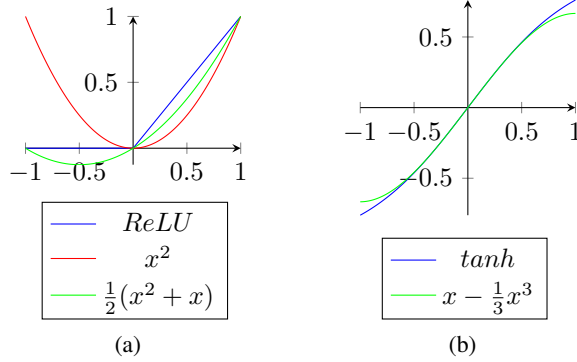 1
0.5
−1 −0.5 0.5 1
ReLU
x²
½(x² + x)
(a)
0.5
−1 −0.5 0.5 1
−0.5
tanh
x − ⅓x³
(b)